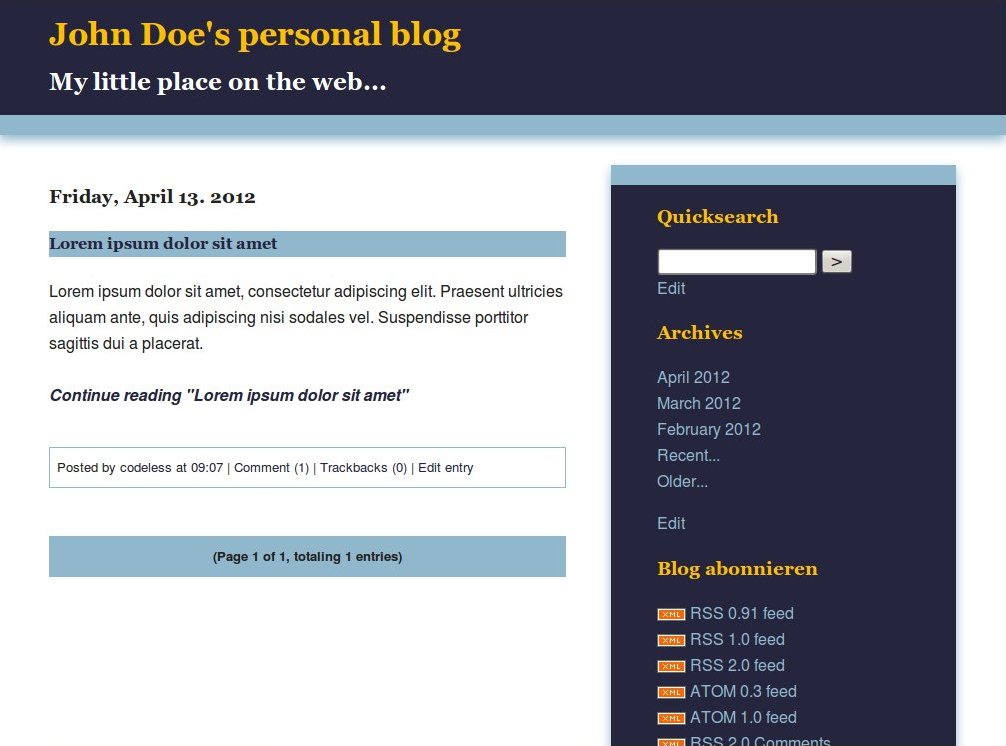 John Doe's personal blog
My little place on the web...
Friday, April 13. 2012
Lorem ipsum dolor sit amet
Lorem ipsum dolor sit amet, consectetur adipiscing elit. Praesent ultricies
aliquam ante, quis adipiscing nisi sodales vel. Suspendisse porttitor
sagittis dui a placerat.
Continue reading "Lorem ipsum dolor sit amet"
Posted by codeless at 09:07 | Comment (1) | Trackbacks (0) | Edit entry
(Page 1 of 1, totaling 1 entries)
Quicksearch
>
Edit
Archives
April 2012
March 2012
February 2012
Recent...
Older...
Edit
Blog abonnieren
XML RSS 0.91 feed
XML RSS 1.0 feed
XML RSS 2.0 feed
XML ATOM 0.3 feed
XML ATOM 1.0 feed
XML RSS 2.0 Comments